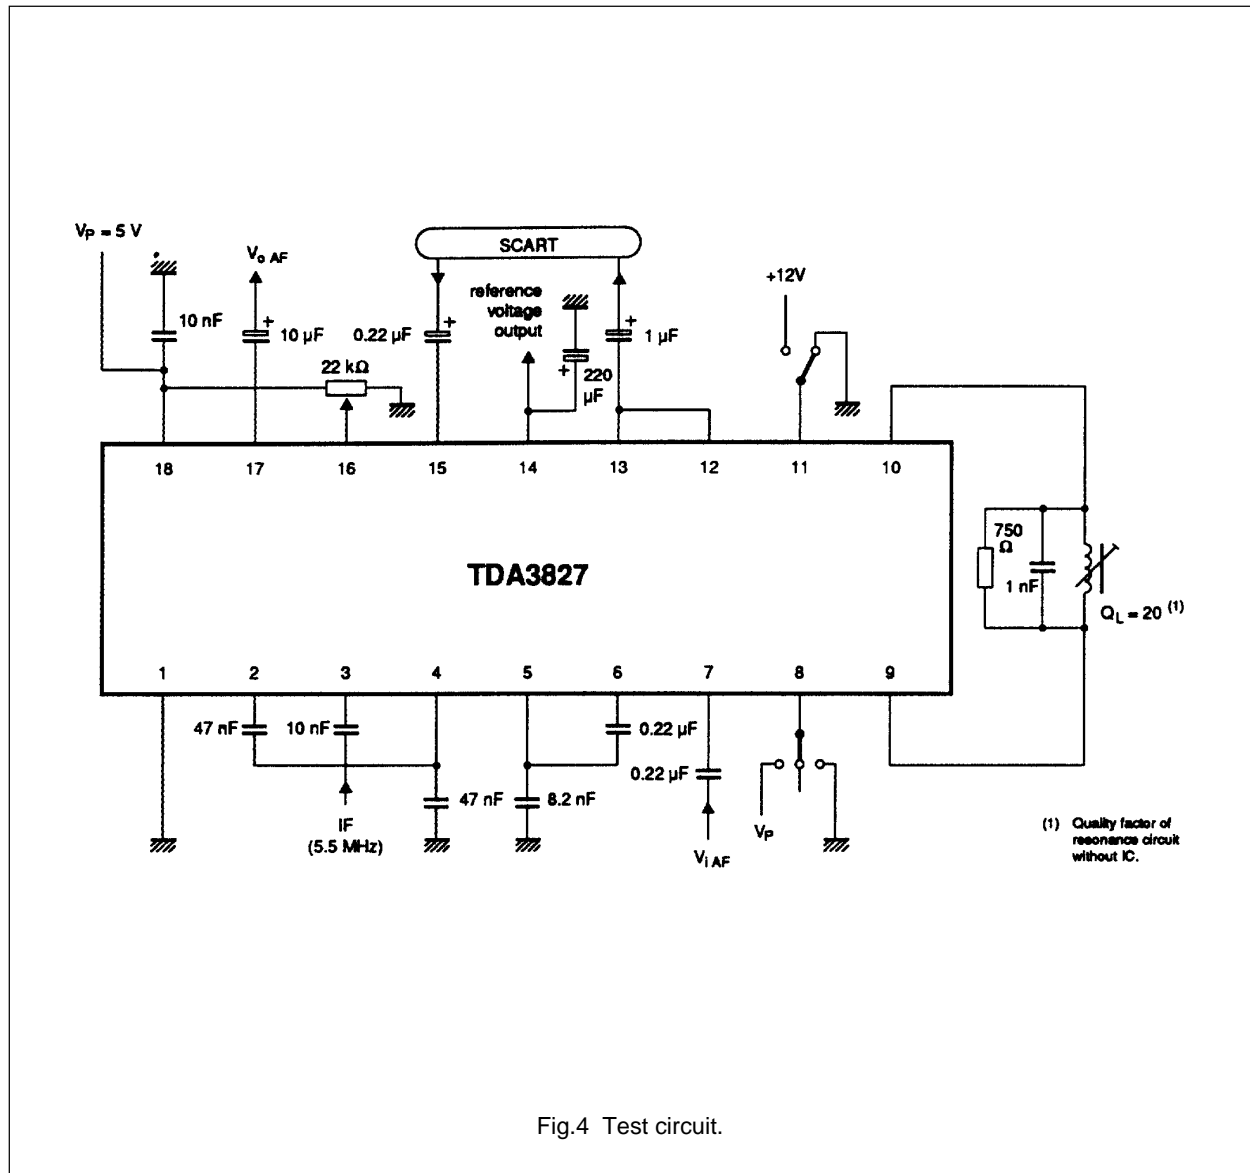 VP = 5 V
Vo AF
SCART
+12V
reference
voltage
output
10 nF
10 µF
0.22 µF
1 µF
22 kΩ
220
µF
18
17
16
15
14
13
12
11
10
750
Ω
1 nF
TDA3827
QL = 20 (1)
1
2
3
4
5
6
7
8
9
47 nF
10 nF
0.22 µF
0.22 µF
47 nF
8.2 nF
IF
(5.5 MHz)
Vi AF
VP
(1) Quality factor of
resonance circuit
without IC.
Fig.4 Test circuit.